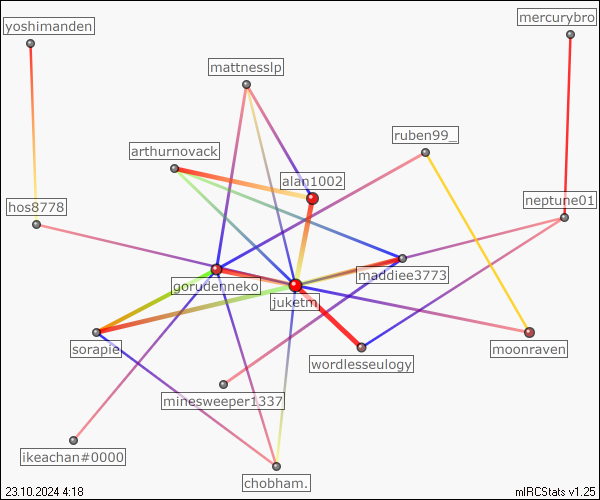 yoshimanden
mercurybro
mattnesslp
ruben99_
arthurnovack
alan1002
hos8778
neptune01
maddiee3773
gorudenneko
juketm
sorapie
moonraven
wordlesseulogy
minesweeper1337
ikeachan#0000
chobham.
23.10.2024 4:18
mIRCStats v1.25